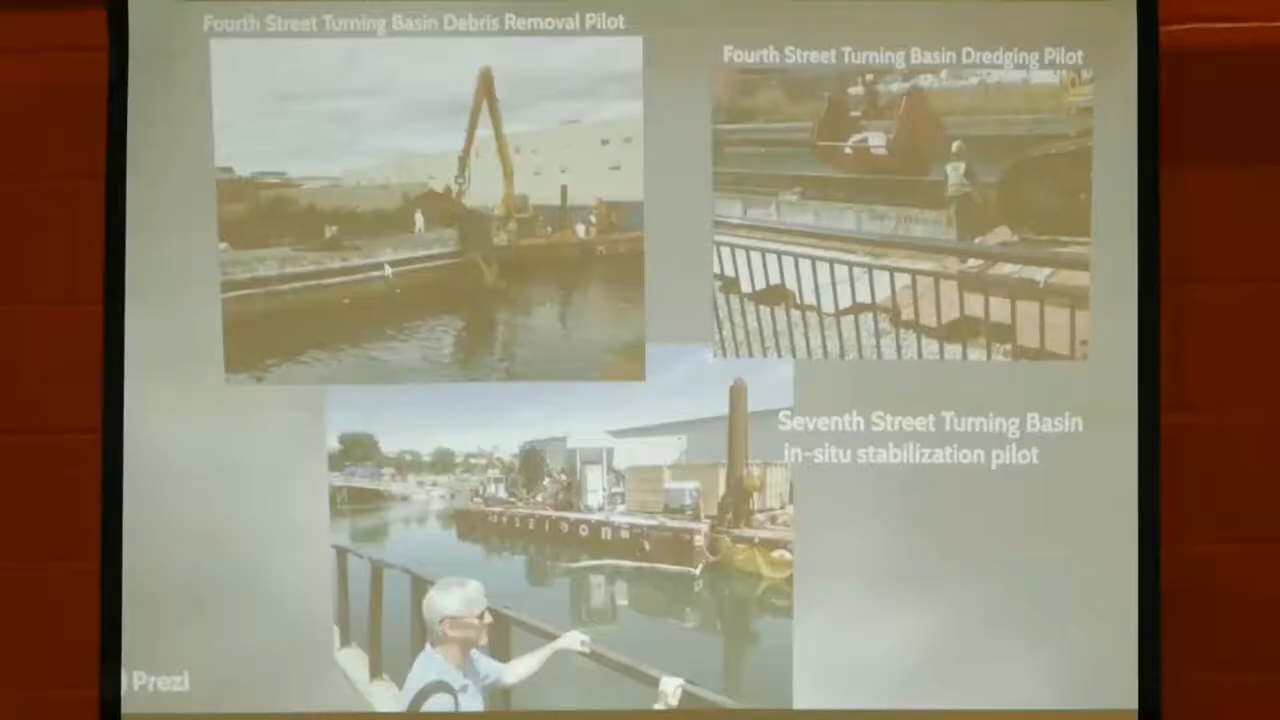 Fourth Street Turning Basin Debris Removal Pilot
Fourth Street Turning Basin Dredging Pilot
Seventh Street Turning Basin
in-situ stabilization pilot
Prezi